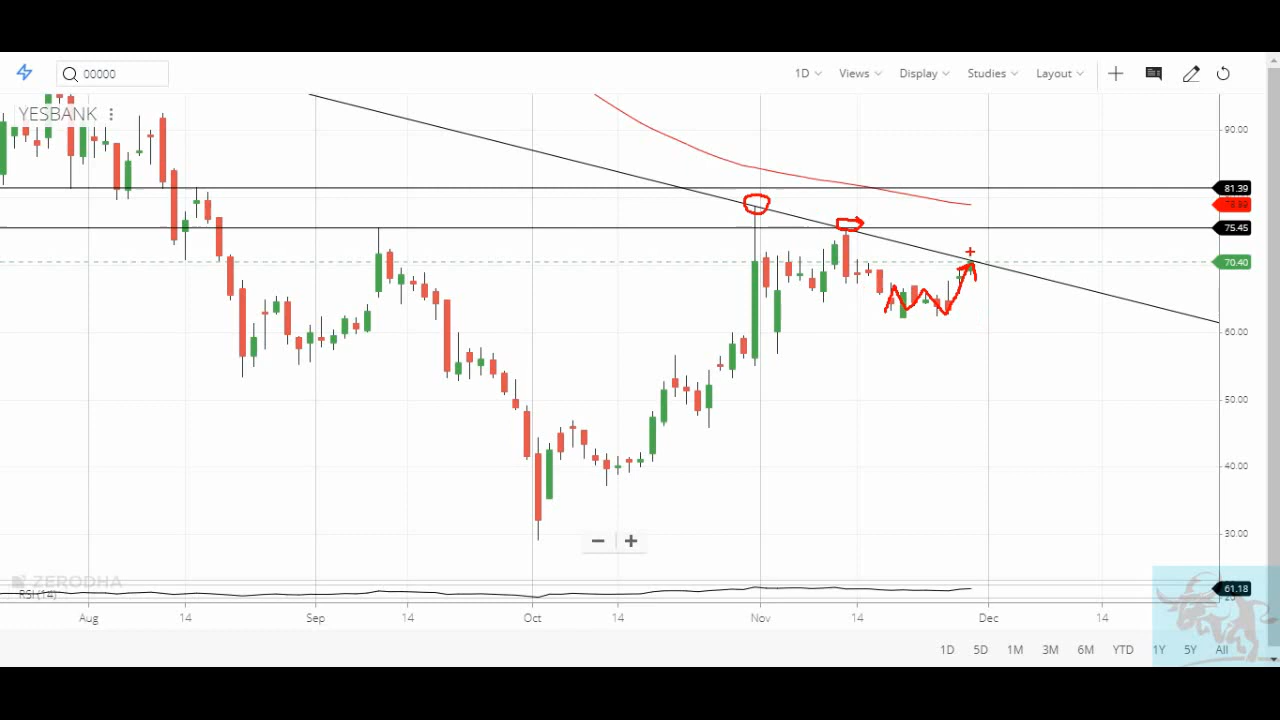 00000 1D Views Display Studies Layout
YESBANK
90.00
81.39
75.45
70.40
60.00
50.00
40.00
30.00
ZERODHA
RSI (14)
61.18
Aug 14 Sep 14 Oct 14 Nov 14 Dec 14
1D 5D 1M 3M 6M YTD 1Y 5Y All